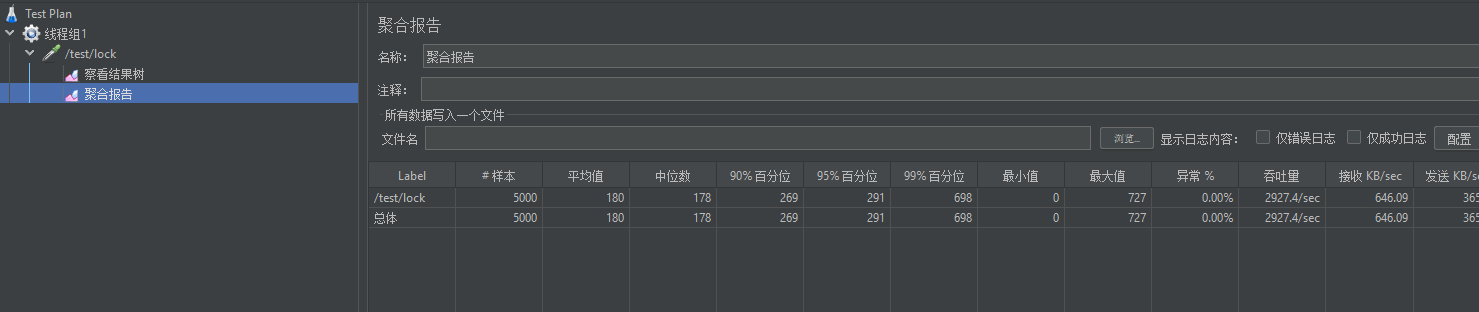 Test Plan
线程组1
/test/lock
察看结果树
聚合报告
聚合报告
名称： 聚合报告
注释：
所有数据写入一个文件
文件名 浏览... 显示日志内容： 仅错误日志 仅成功日志 配置
Label # 样本 平均值 中位数 90% 百分位 95% 百分位 99% 百分位 最小值 最大值 异常 % 吞吐量 接收 KB/sec 发送 KB/se
/test/lock 5000 180 178 269 291 698 0 727 0.00% 2927.4/sec 646.09 365
总体 5000 180 178 269 291 698 0 727 0.00% 2927.4/sec 646.09 365